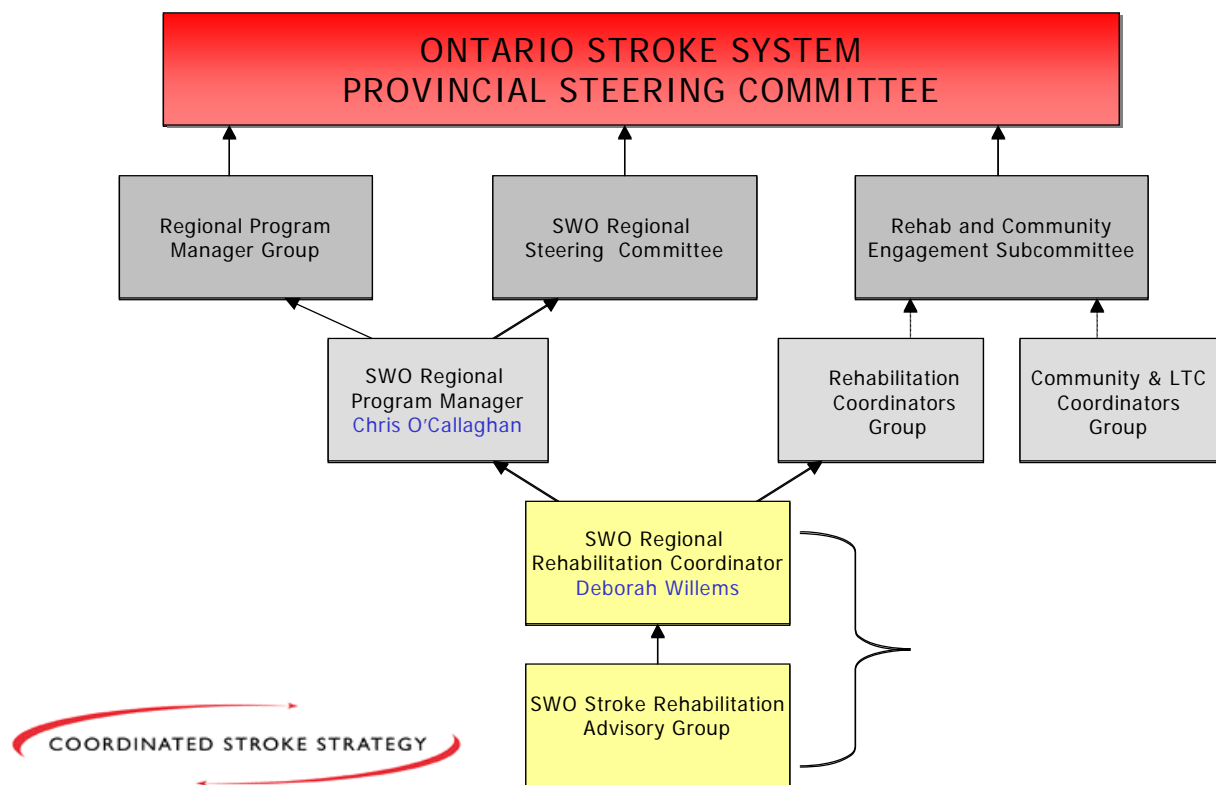 ONTARIO STROKE SYSTEM
PROVINCIAL STEERING COMMITTEE
Regional Program
Manager Group
SWO Regional
Steering Committee
Rehab and Community
Engagement Subcommittee
SWO Regional
Program Manager
Chris O'Callaghan
Rehabilitation
Coordinators
Group
Community & LTC
Coordinators
Group
SWO Regional
Rehabilitation Coordinator
Deborah Willems
SWO Stroke Rehabilitation
Advisory Group
COORDINATED STROKE STRATEGY